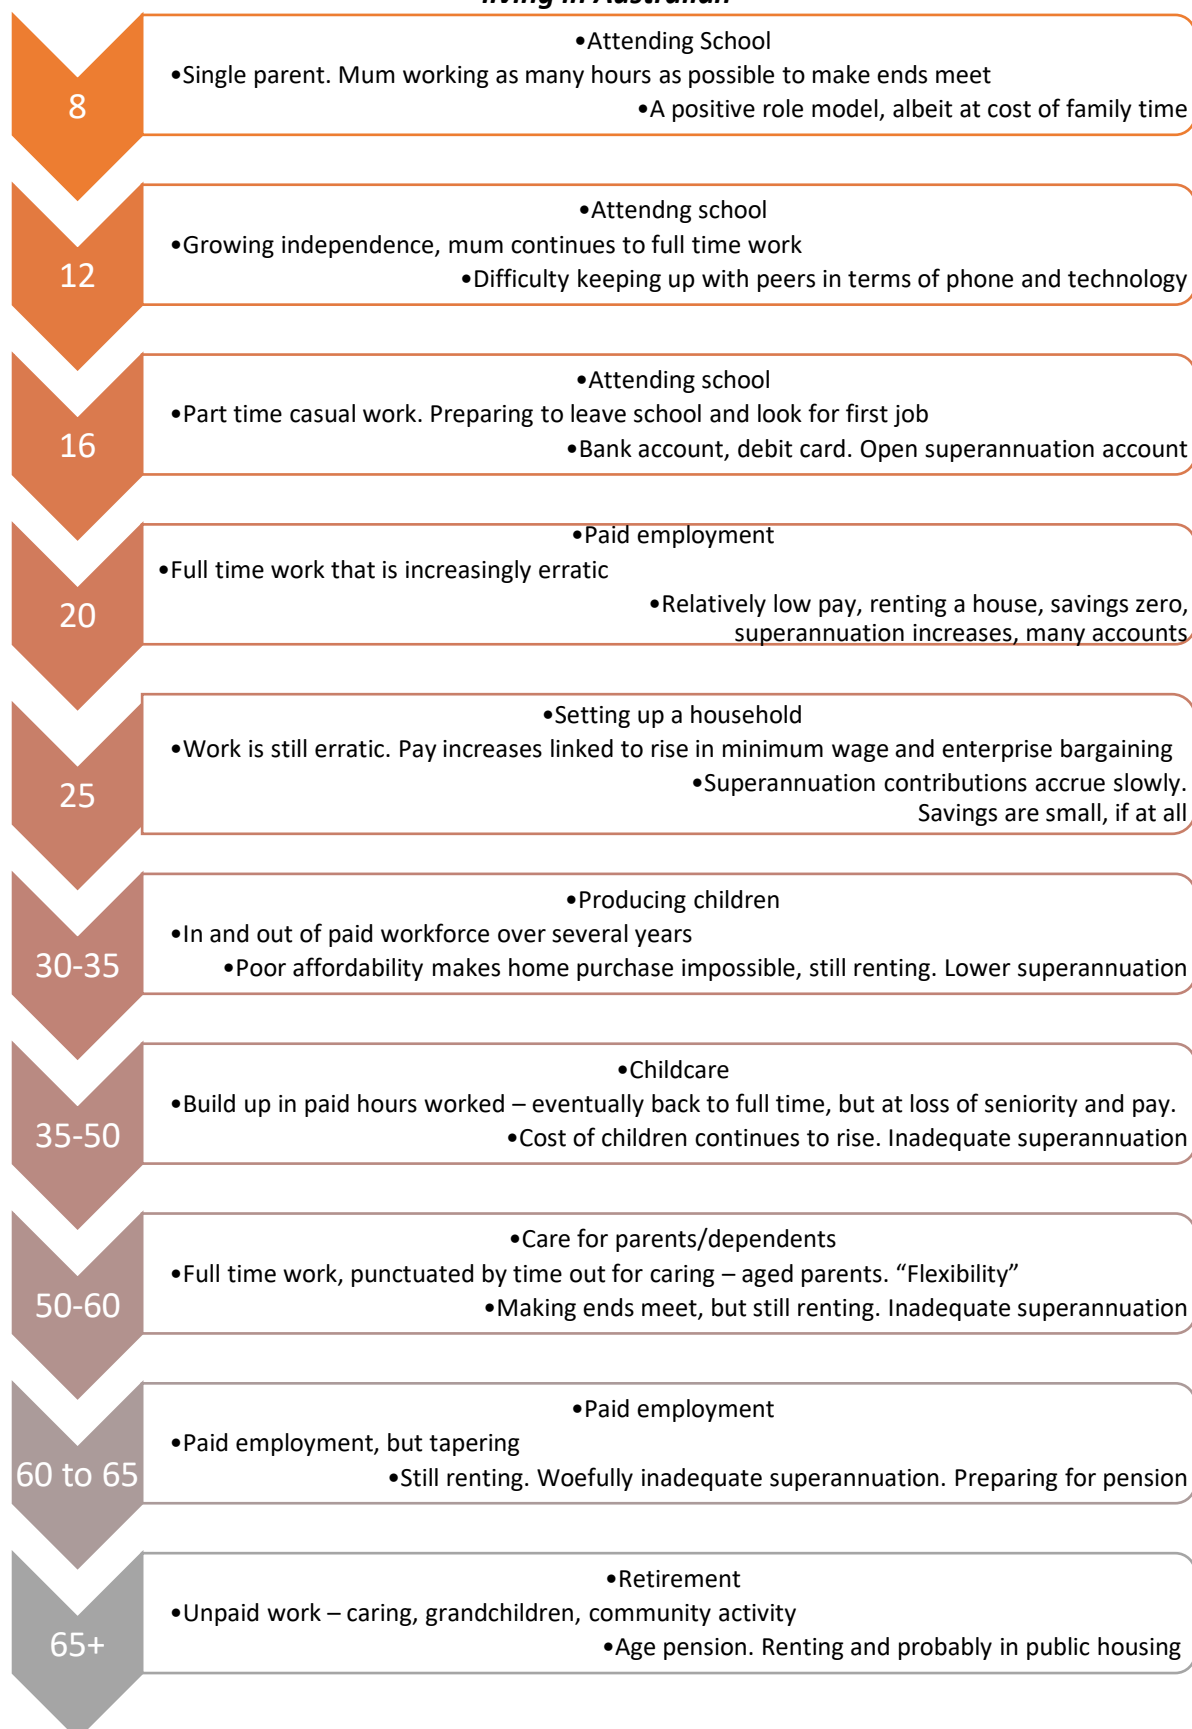 living in Australian
8
•Attending School
•Single parent. Mum working as many hours as possible to make ends meet
•A positive role model, albeit at cost of family time
12
•Attendng school
•Growing independence, mum continues to full time work
•Difficulty keeping up with peers in terms of phone and technology
16
•Attending school
•Part time casual work. Preparing to leave school and look for first job
•Bank account, debit card. Open superannuation account
20
•Paid employment
•Full time work that is increasingly erratic
•Relatively low pay, renting a house, savings zero,
superannuation increases, many accounts
25
•Setting up a household
•Work is still erratic. Pay increases linked to rise in minimum wage and enterprise bargaining
•Superannuation contributions accrue slowly.
Savings are small, if at all
30-35
•Producing children
•In and out of paid workforce over several years
•Poor affordability makes home purchase impossible, still renting. Lower superannuation
35-50
•Childcare
•Build up in paid hours worked – eventually back to full time, but at loss of seniority and pay.
•Cost of children continues to rise. Inadequate superannuation
50-60
•Care for parents/dependents
•Full time work, punctuated by time out for caring – aged parents. “Flexibility”
•Making ends meet, but still renting. Inadequate superannuation
60 to 65
•Paid employment
•Paid employment, but tapering
•Still renting. Woefully inadequate superannuation. Preparing for pension
65+
•Retirement
•Unpaid work – caring, grandchildren, community activity
•Age pension. Renting and probably in public housing